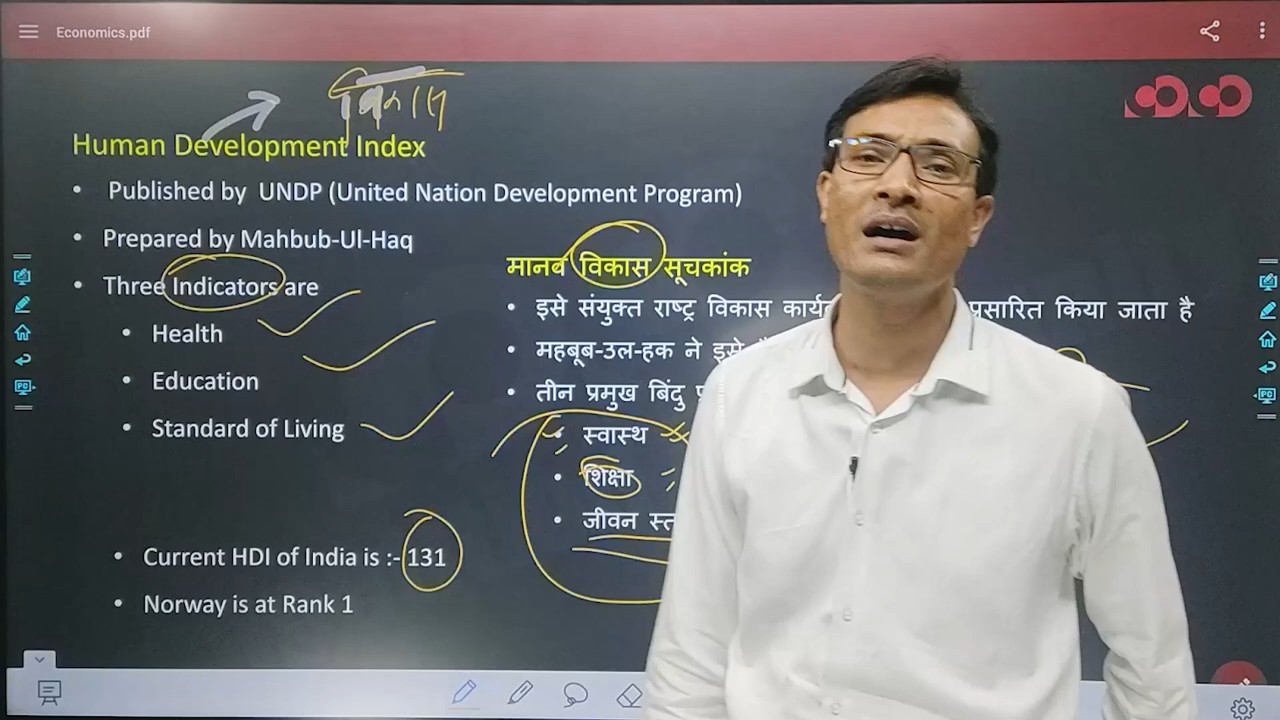 Economics.pdf
विकास
Human Development Index
• Published by UNDP (United Nation Development Program)
• Prepared by Mahbub-Ul-Haq
• Three Indicators are
• Health
• Education
• Standard of Living
• Current HDI of India is :- 131
• Norway is at Rank 1
मानव विकास सूचकांक
• इसे संयुक्त राष्ट्र विकास प्रसारित किया जाता है
• महबूब-उल-हक ने इसे
• तीन प्रमुख बिंदु
• स्वास्थ
• शिक्षा
• जीवन